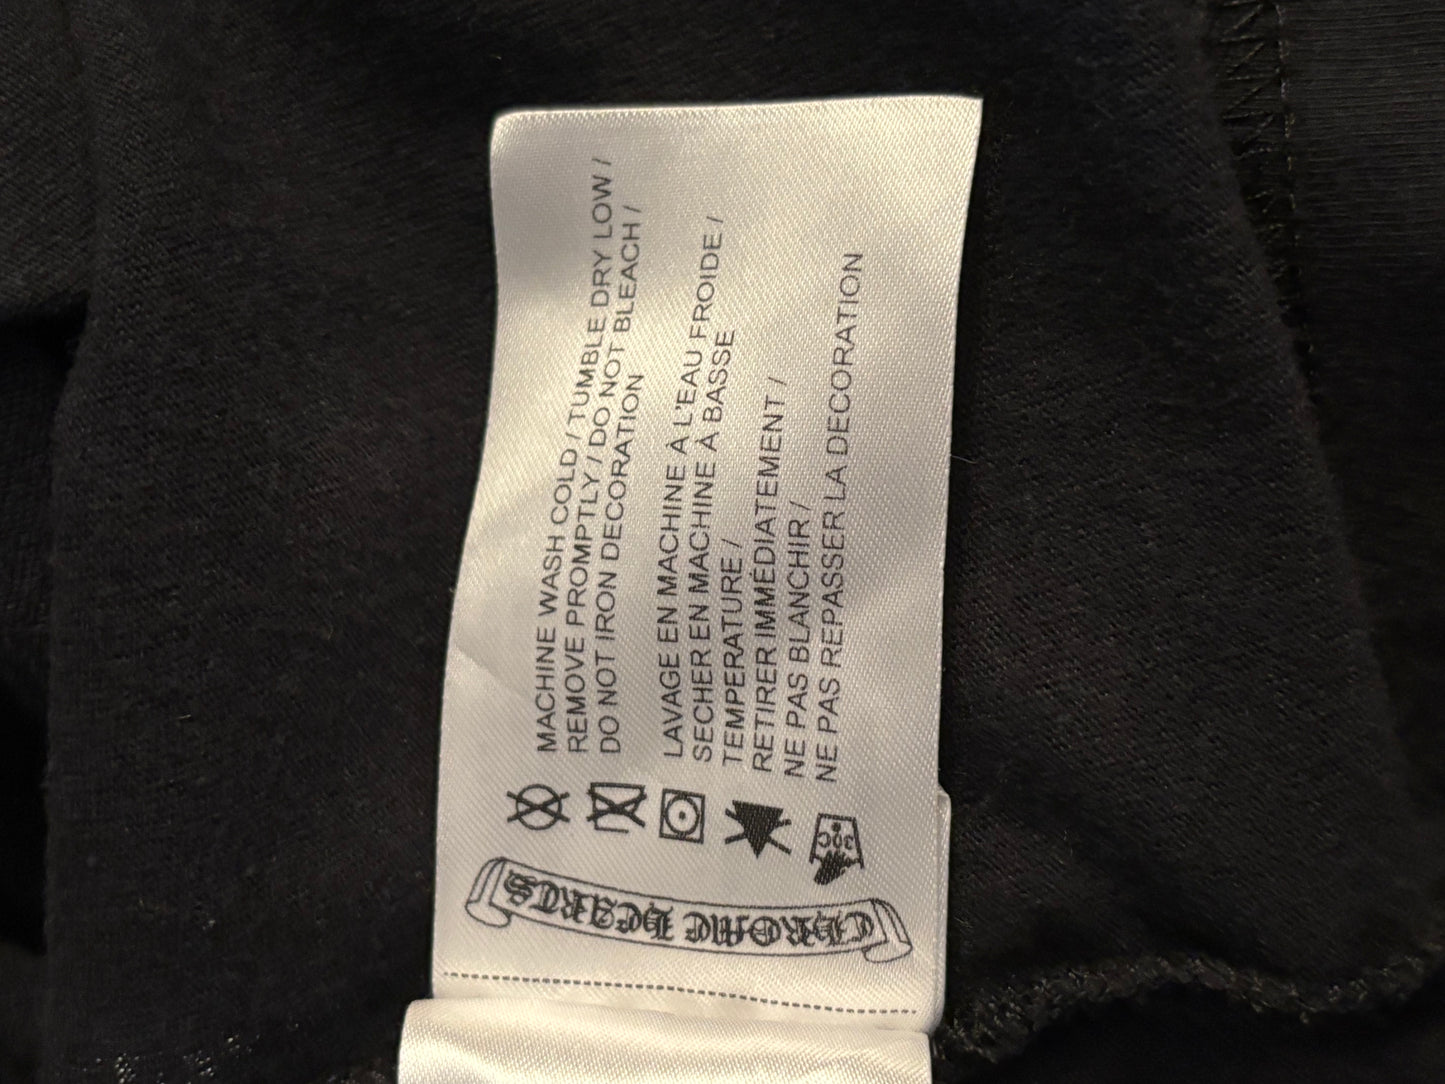 MACHINE WASH COLD / TUMBLE DRY LOW /
REMOVE PROMPTLY / DO NOT BLEACH /
DO NOT IRON DECORATION
LAVAGE EN MACHINE À L'EAU FROIDE /
SECHER EN MACHINE À BASSE
TEMPERATURE /
RETIRER IMMÉDIATEMENT /
NE PAS BLANCHIR /
NE PAS REPASSER LA DECORATION
30C
CHROME HEARTS